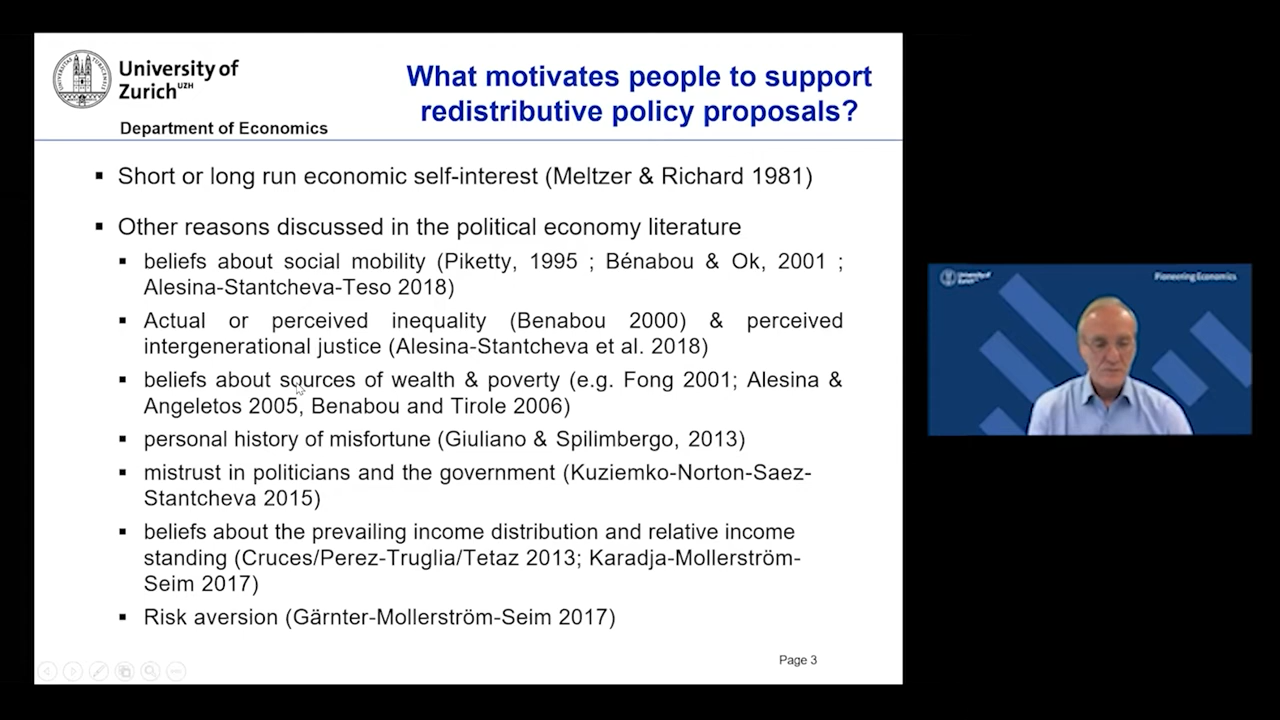 University of
Zurich UZH
Department of Economics
What motivates people to support
redistributive policy proposals?
▪ Short or long run economic self-interest (Meltzer & Richard 1981)
▪ Other reasons discussed in the political economy literature
▪ beliefs about social mobility (Piketty, 1995 ; Bénabou & Ok, 2001 ;
Alesina-Stantcheva-Teso 2018)
▪ Actual or perceived inequality (Benabou 2000) & perceived
intergenerational justice (Alesina-Stantcheva et al. 2018)
▪ beliefs about sources of wealth & poverty (e.g. Fong 2001; Alesina &
Angeletos 2005, Benabou and Tirole 2006)
▪ personal history of misfortune (Giuliano & Spilimbergo, 2013)
▪ mistrust in politicians and the government (Kuziemko-Norton-Saez-
Stantcheva 2015)
▪ beliefs about the prevailing income distribution and relative income
standing (Cruces/Perez-Truglia/Tetaz 2013; Karadja-Mollerström-
Seim 2017)
▪ Risk aversion (Gärnter-Mollerström-Seim 2017)
Page 3
University of
Zurich
Pioneering Economics